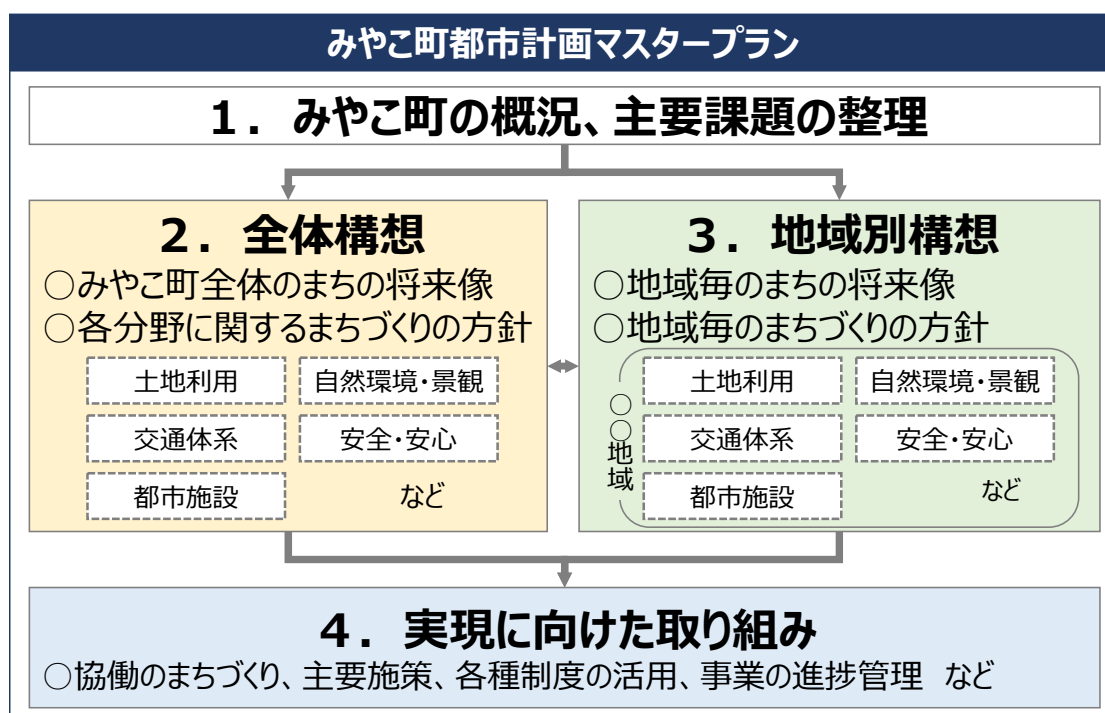 みやこ町都市計画マスタープラン
１．みやこ町の概況、主要課題の整理
２．全体構想
○みやこ町全体のまちの将来像
○各分野に関するまちづくりの方針
土地利用
自然環境・景観
交通体系
安全・安心
都市施設
など
３．地域別構想
○地域毎のまちの将来像
○地域毎のまちづくりの方針
○○地域
土地利用
自然環境・景観
交通体系
安全・安心
都市施設
など
４．実現に向けた取り組み
○協働のまちづくり、主要施策、各種制度の活用、事業の進捗管理 など